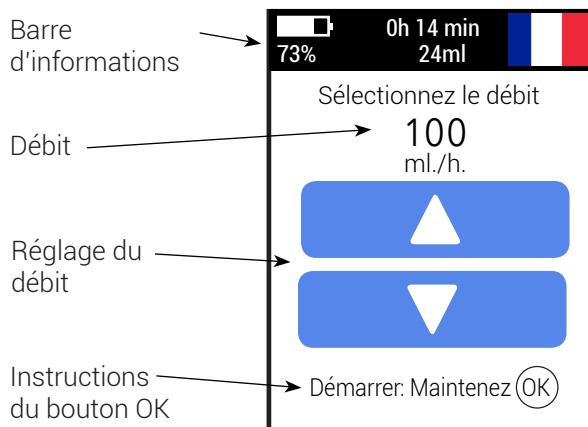 Barre
d'informations
73%
0h 14 min
24ml
Sélectionnez le débit
Débit
100
ml./h.
Réglage du
débit
Instructions
du bouton OK
Démarrer: Maintenez OK